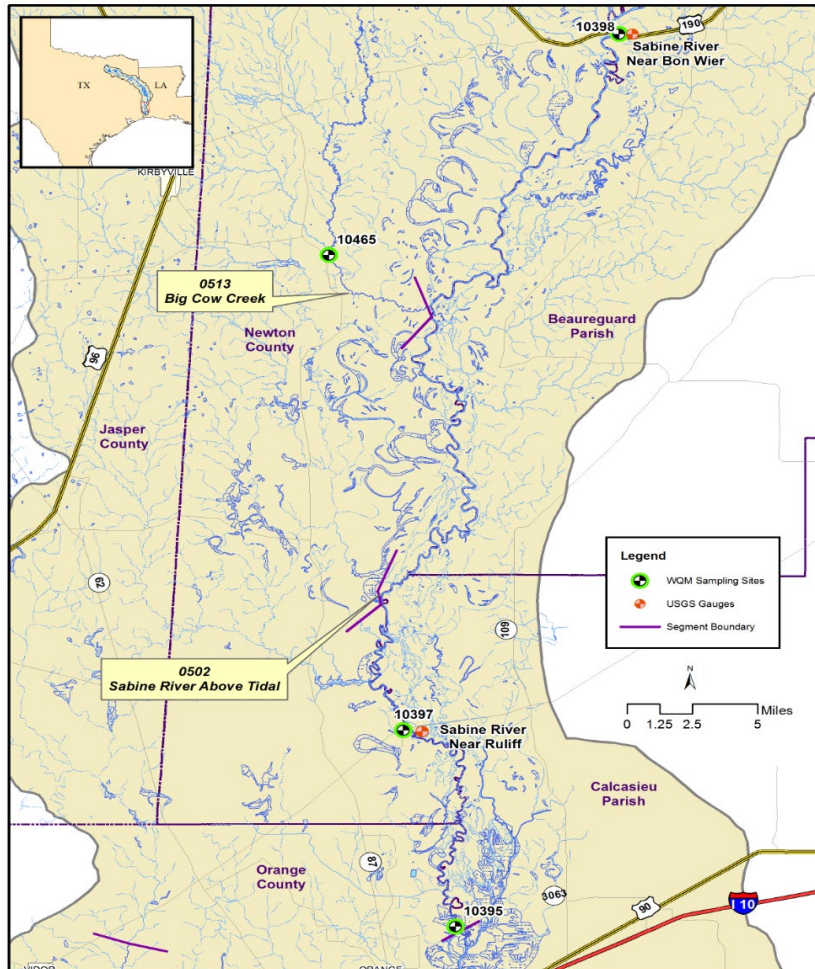 TX
LA
KIRBYVILLE
10398
190
Sabine River
Near Bon Wier
10465
0513
Big Cow Creek
Newton
County
Beaureguard
Parish
96
Jasper
County
62
109
Legend
WQM Sampling Sites
USGS Gauges
Segment Boundary
N
Miles
0 1.25 2.5 5
0502
Sabine River Above Tidal
10397
Sabine River
Near Ruliff
Calcasieu
Parish
Orange
County
87
3063
90
I 10
10395
VIDOR
ORANGE